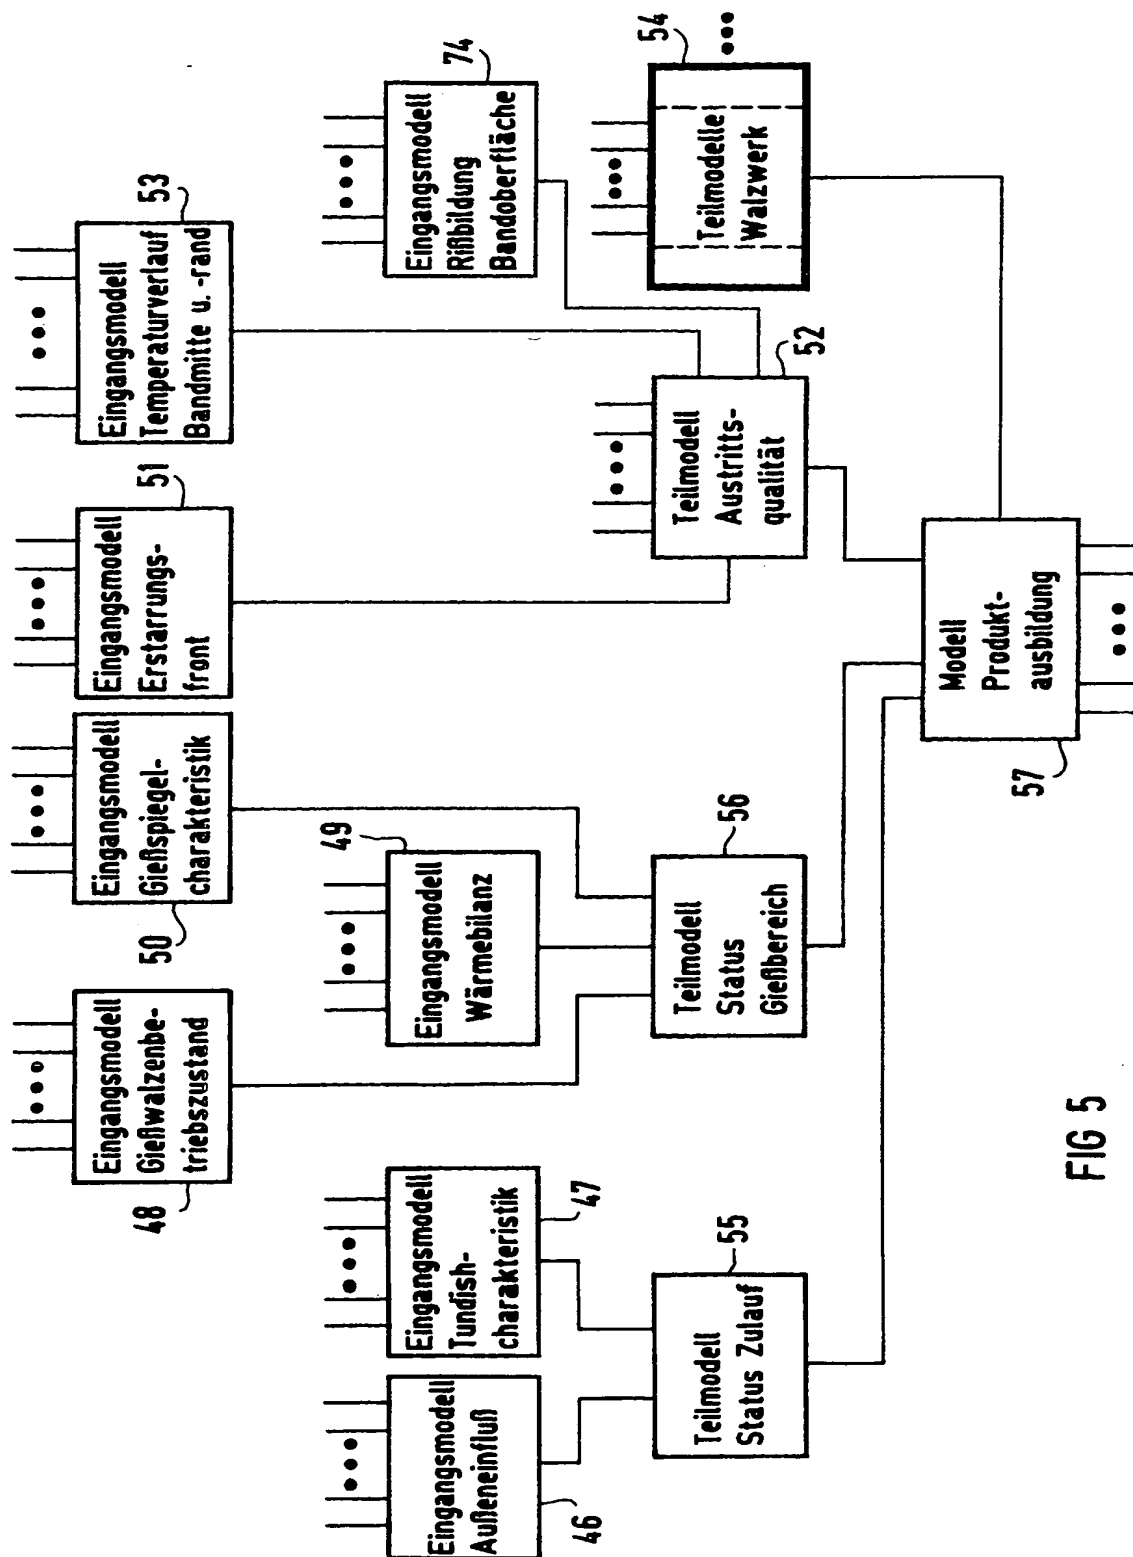 Eingangsmodell
Außeneinfluß
46
Eingangsmodell
Tundish-
charakteristik
47
Eingangsmodell
Gießwalzenbe-
triebszustand
48
Eingangsmodell
Wärmebilanz
49
Eingangsmodell
Gießspiegel-
charakteristik
50
Eingangsmodell
Erstarrungs-
front
51
Eingangsmodell
Temperaturverlauf
Bandmitte u. -rand
53
Eingangsmodell
Rißbildung
Bandoberfläche
74
Teilmodell
Status Zulauf
55
Teilmodell
Status
Gießbereich
56
Teilmodell
Austritts-
qualität
52
Teilmodelle
Walzwerk
54
Modell
Produkt-
ausbildung
57
FIG 5